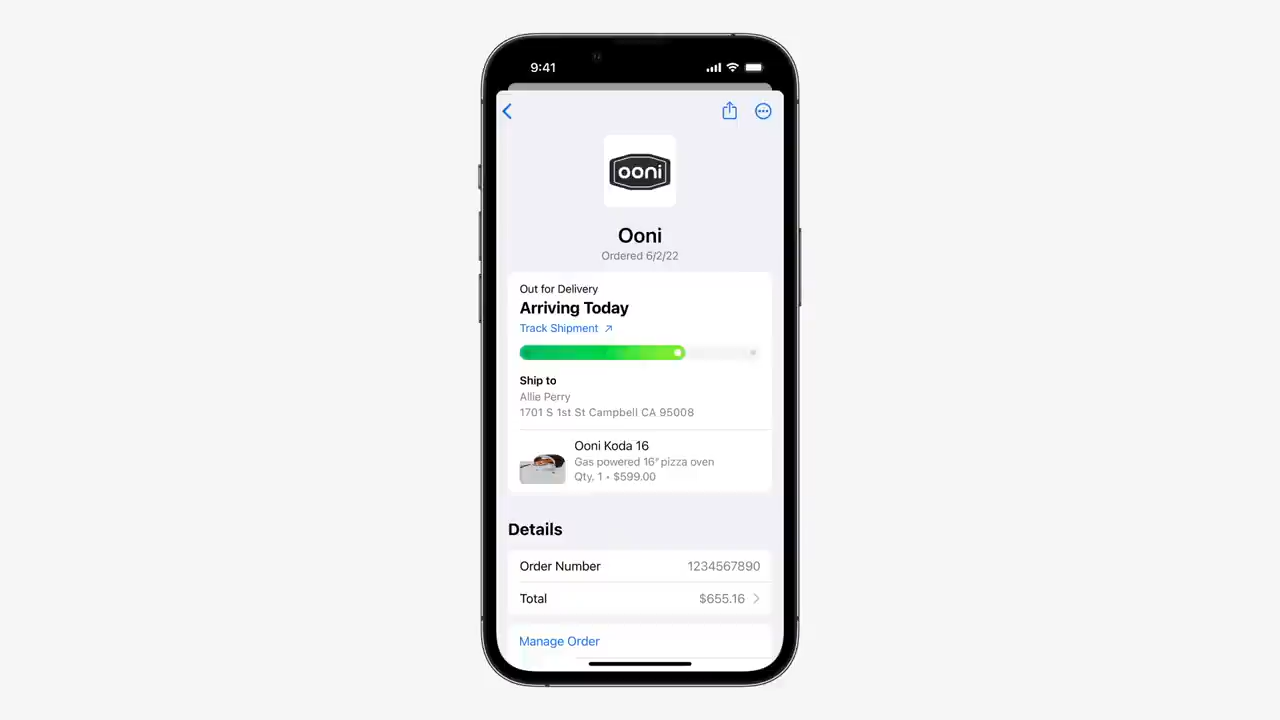 9:41
ooni
Ooni
Ordered 6/2/22
Out for Delivery
Arriving Today
Track Shipment ↗
Ship to
Allie Perry
1701 S 1st St Campbell CA 95008
Ooni Koda 16
Gas powered 16" pizza oven
Qty. 1 • $599.00
Details
Order Number 1234567890
Total $655.16
Manage Order